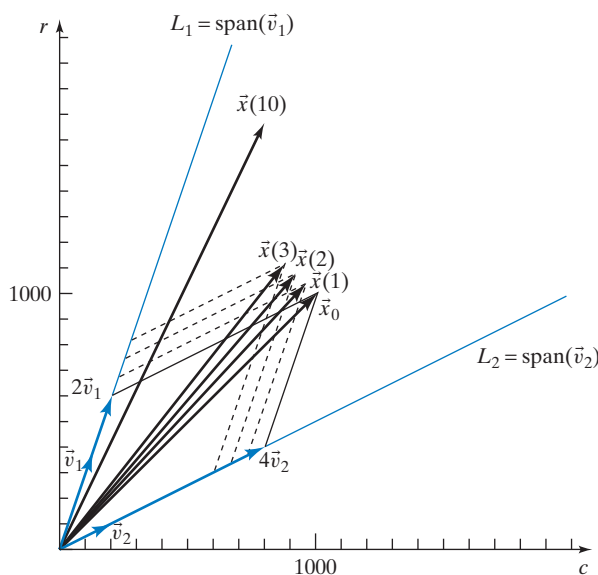 r
L₁ = span(v⃗₁)
x⃗(10)
x⃗(3)
x⃗(2)
x⃗(1)
x⃗₀
1000
L₂ = span(v⃗₂)
2v⃗₁
v⃗₁
4v⃗₂
v⃗₂
1000
c